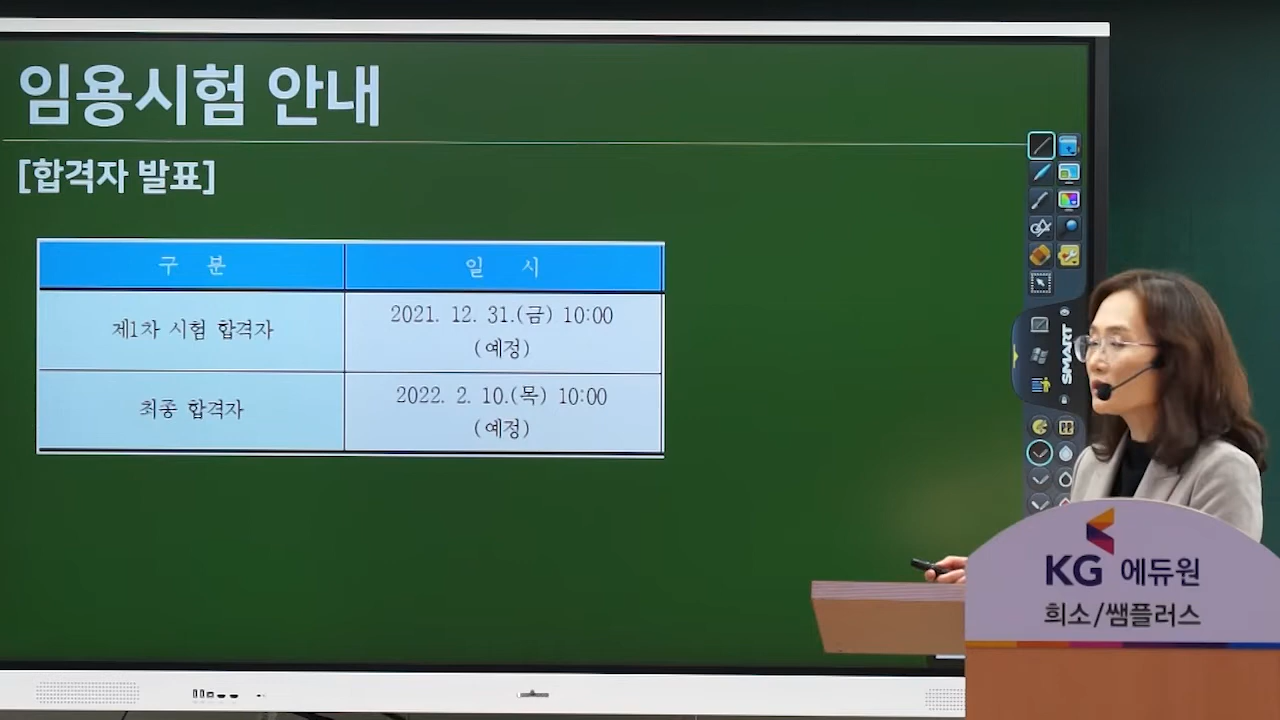 임용시험 안내
[합격자 발표]
구 분 일 시
제1차 시험 합격자 2021. 12. 31.(금) 10:00
(예정)
최종 합격자 2022. 2. 10.(목) 10:00
(예정)
SMART
KG 에듀원
희소/쌤플러스